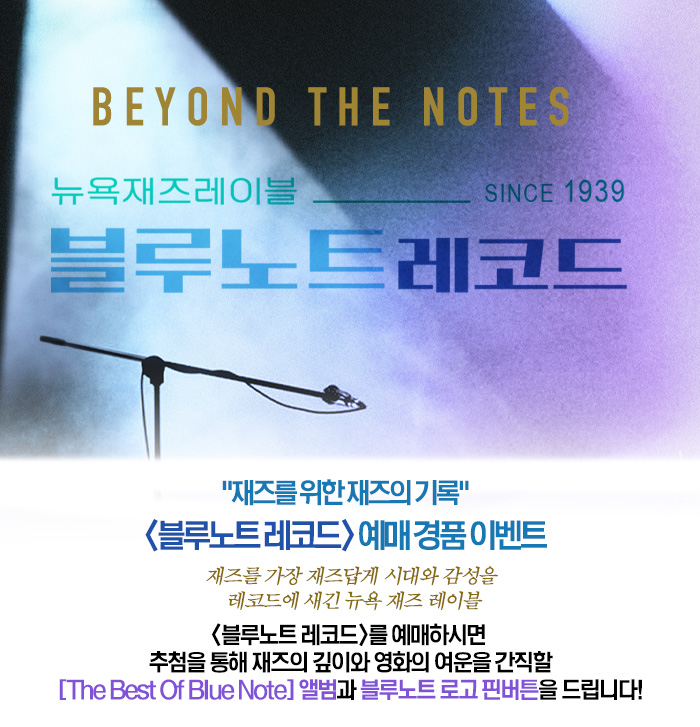 BEYOND THE NOTES
뉴욕재즈레이블 SINCE 1939
블루노트레코드
"재즈를 위한 재즈의 기록"
<블루노트 레코드> 예매 경품 이벤트
재즈를 가장 재즈답게 시대와 감성을
레코드에 새긴 뉴욕 재즈 레이블
<블루노트 레코드>를 예매하시면
추첨을 통해 재즈의 깊이와 영화의 여운을 간직할
[The Best Of Blue Note] 앨범과 블루노트 로고 핀버튼을 드립니다!